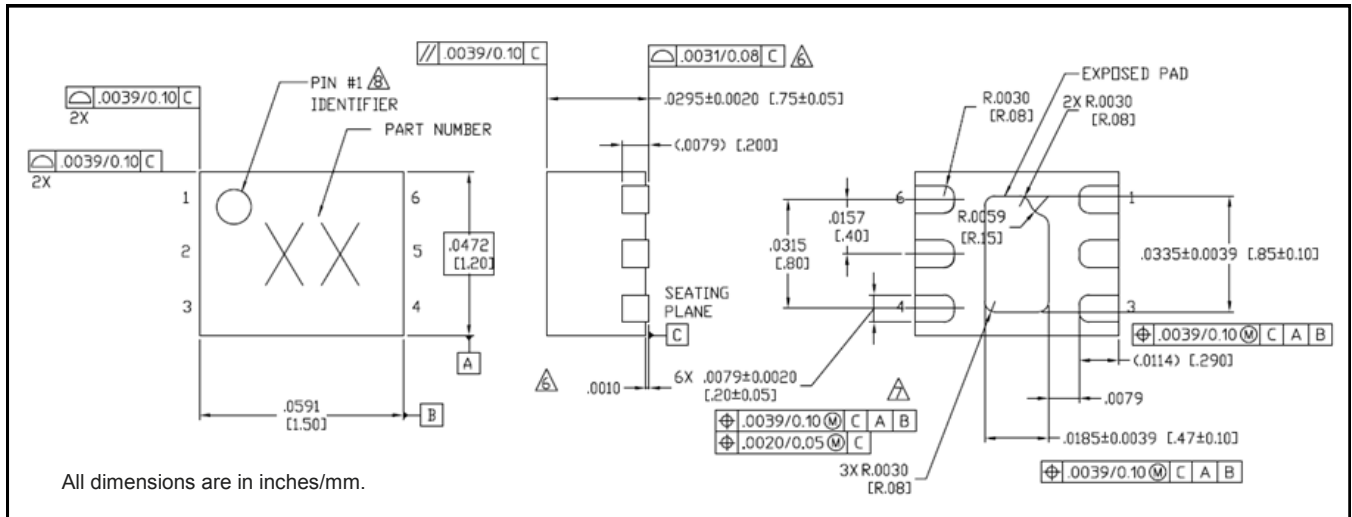 // .0039/0.10 C
⌓ .0031/0.08 C 6
PIN #1 8
IDENTIFIER
PART NUMBER
⌓ .0039/0.10 C
2X
⌓ .0039/0.10 C
2X
.0295±0.0020 [.75±0.05]
(.0079) [.200]
EXPOSED PAD
R.0030
[R.08]
2X R.0030
[R.08]
1
2
3
6
5
4
XX
.0472
[1.20]
A
.0591
[1.50]
B
SEATING
PLANE
C
6
.0010
6
4
1
3
.0157
[.40]
.0315
[.80]
R.0059
[R.15]
.0335±0.0039 [.85±0.10]
⌖ .0039/0.10 Ⓜ C A B
(.0114) [.290]
.0079
6X .0079±0.0020
[.20±0.05]
7
⌖ .0039/0.10 Ⓜ C A B
⌖ .0020/0.05 Ⓜ C
.0185±0.0039 [.47±0.10]
⌖ .0039/0.10 Ⓜ C A B
3X R.0030
[R.08]
All dimensions are in inches/mm.